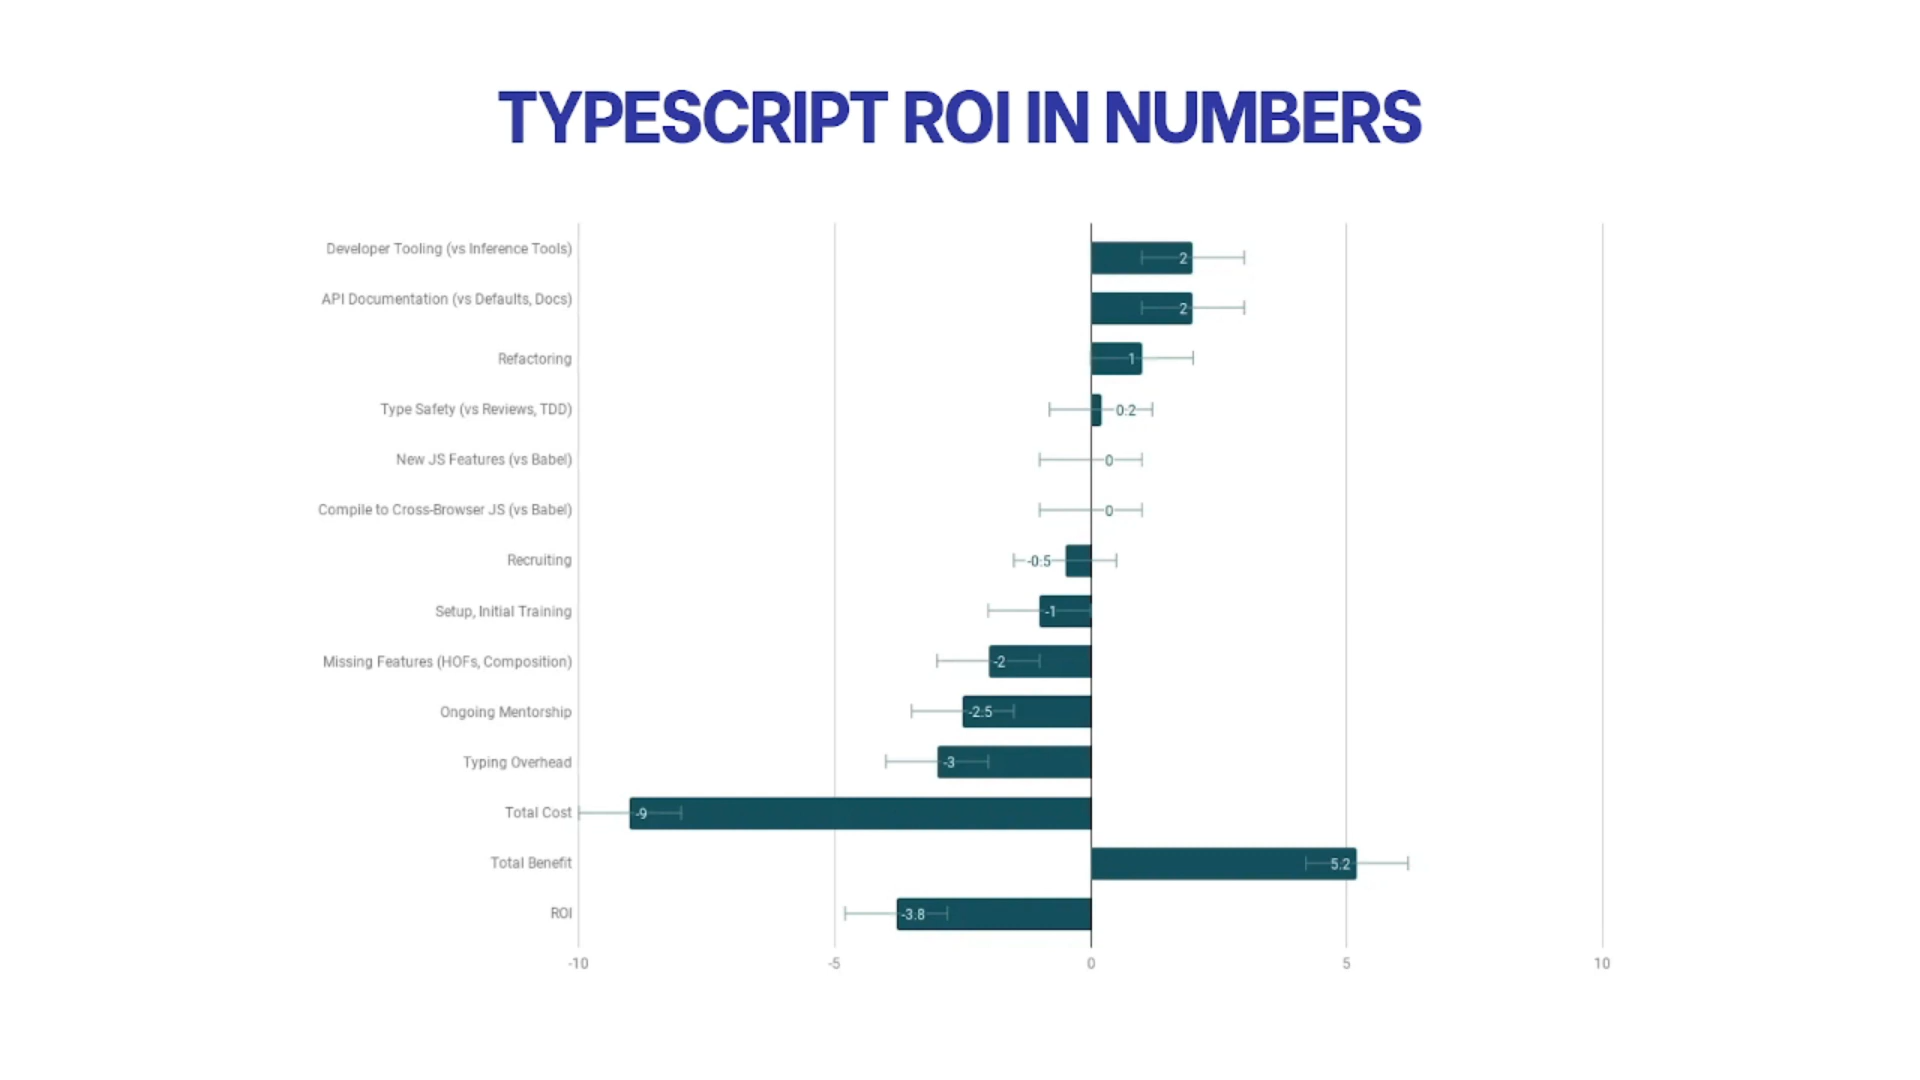 TYPESCRIPT ROI IN NUMBERS
Developer Tooling (vs Inference Tools)
2
API Documentation (vs Defaults, Docs)
2
Refactoring
1
Type Safety (vs Reviews, TDD)
0.2
New JS Features (vs Babel)
0
Compile to Cross-Browser JS (vs Babel)
0
Recruiting
-0.5
Setup, Initial Training
-1
Missing Features (HOFs, Composition)
-2
Ongoing Mentorship
-2.5
Typing Overhead
-3
Total Cost
-9
Total Benefit
5.2
ROI
-3.8
-10 -5 0 5 10